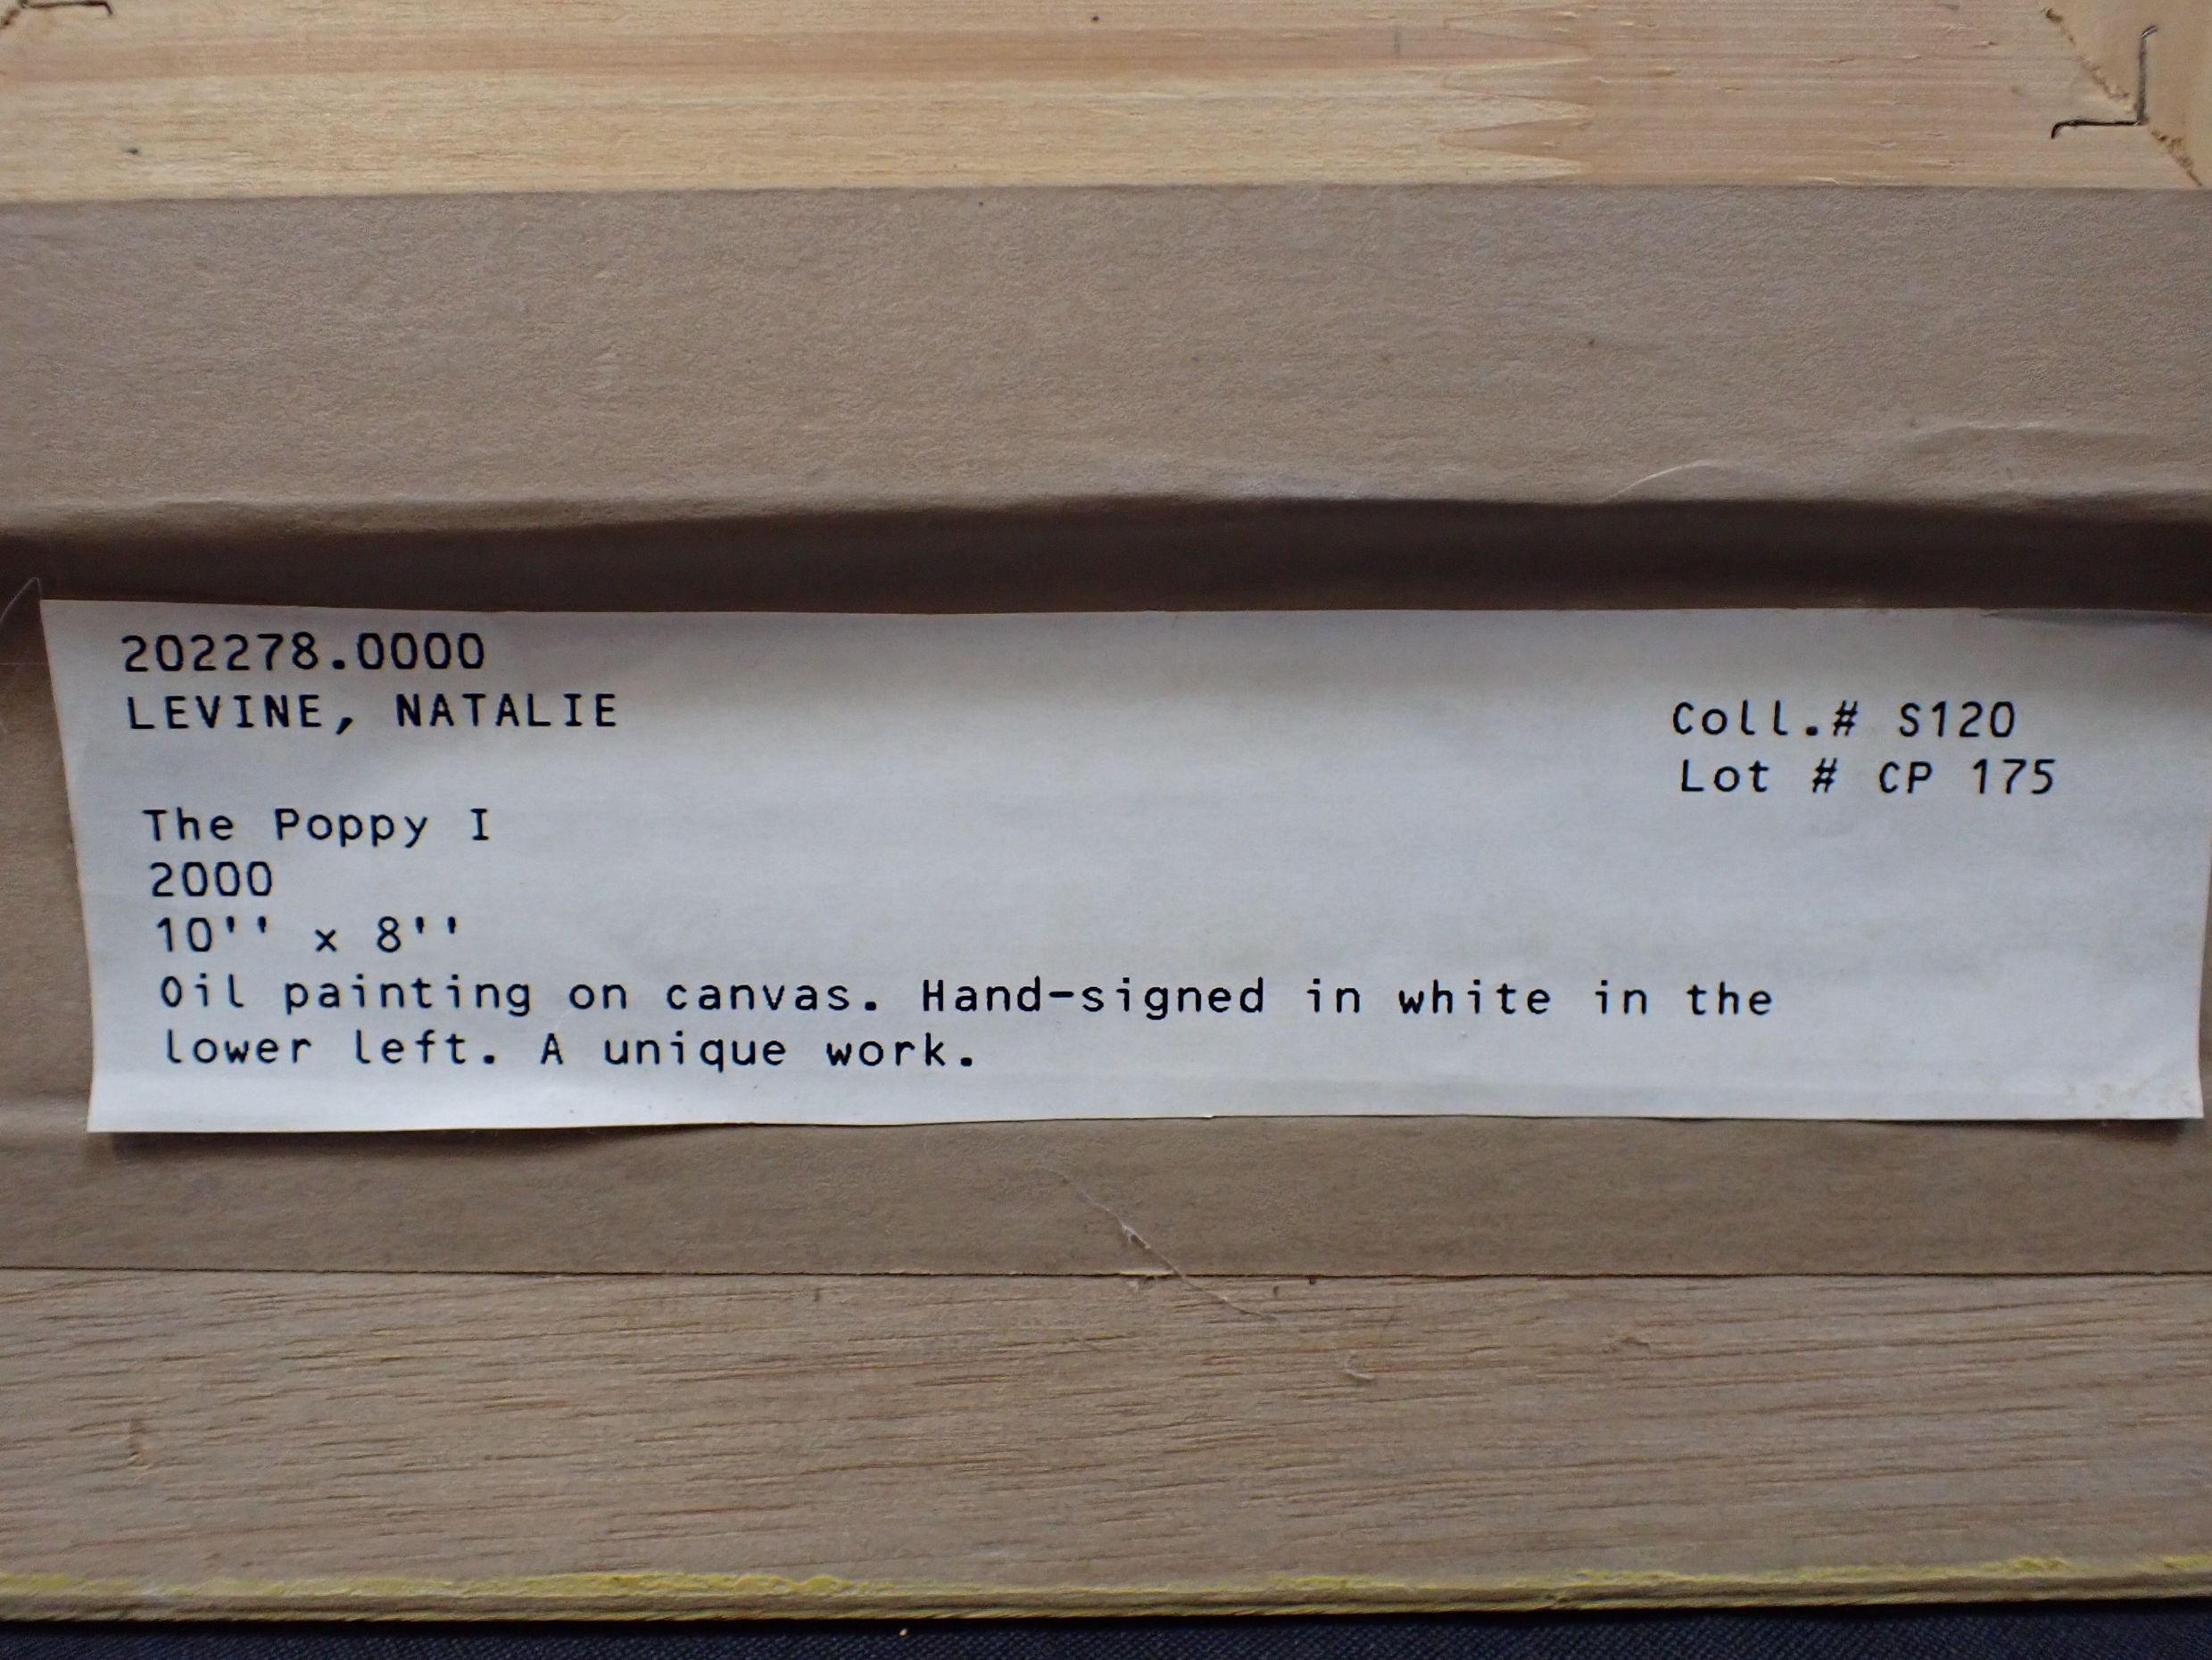 202278.0000
LEVINE, NATALIE
Coll.# S120
Lot # CP 175
The Poppy I
2000
10'' x 8''
Oil painting on canvas. Hand-signed in white in the
lower left. A unique work.